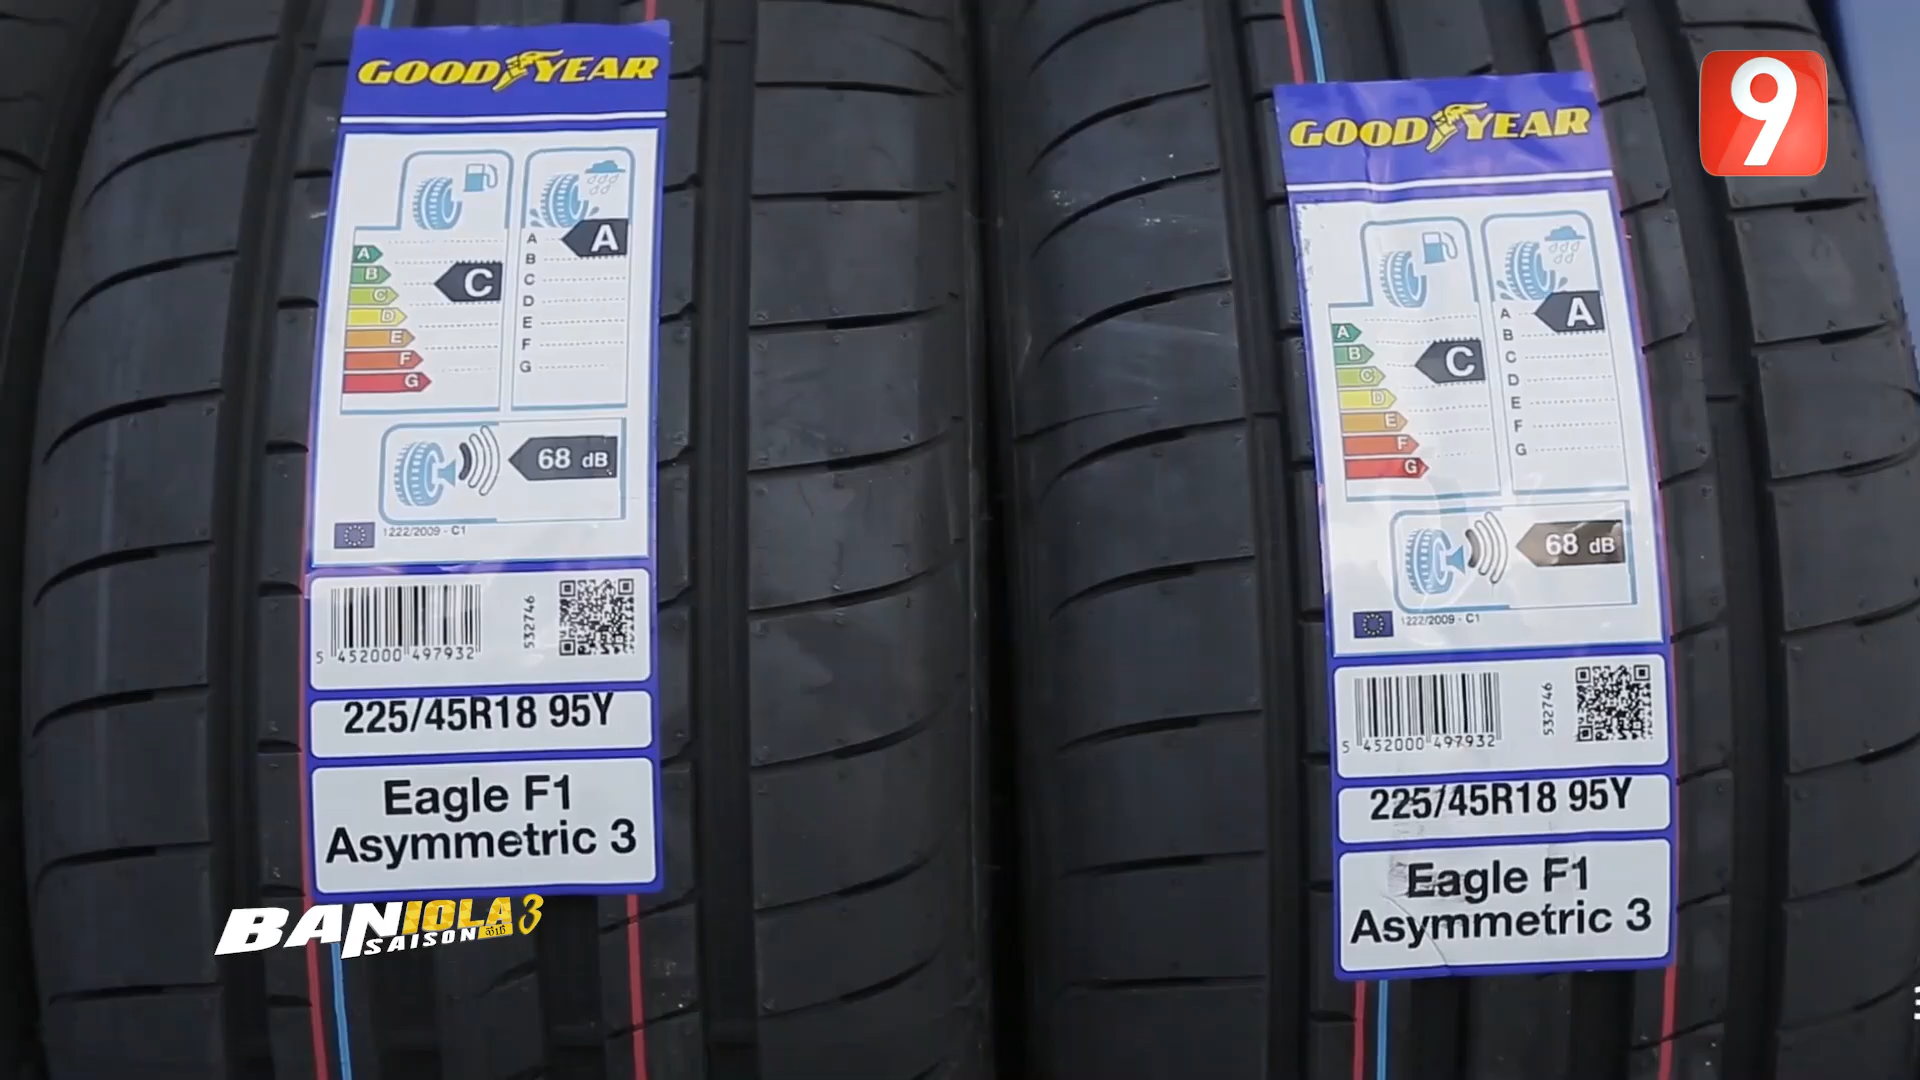 GOODYEAR
A
B
C
D
E
F
G
C
A
B
C
D
E
F
G
A
68 dB
1222/2009 - C1
5 452000 497932
532746
225/45R18 95Y
Eagle F1
Asymmetric 3
GOODYEAR
A
B
C
D
E
F
G
C
A
B
C
D
E
F
G
A
68 dB
1222/2009 - C1
5 452000 497932
532746
225/45R18 95Y
Eagle F1
Asymmetric 3
9
BANIOLA 3
SAISON